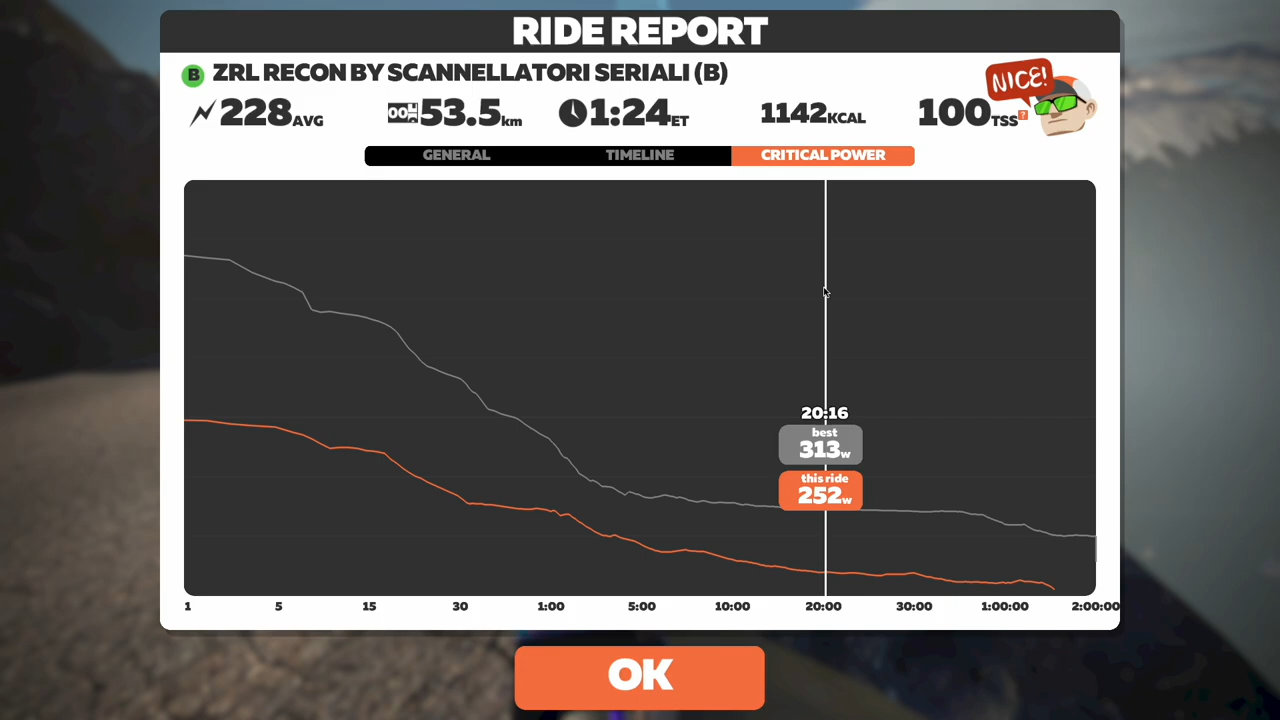 RIDE REPORT
B ZRL RECON BY SCANNELLATORI SERIALI (B)
NICE!
228AVG 53.5km 1:24ET 1142KCAL 100TSS?
GENERAL TIMELINE CRITICAL POWER
20:16
best
313w
this ride
252w
1 5 15 30 1:00 5:00 10:00 20:00 30:00 1:00:00 2:00:00
OK